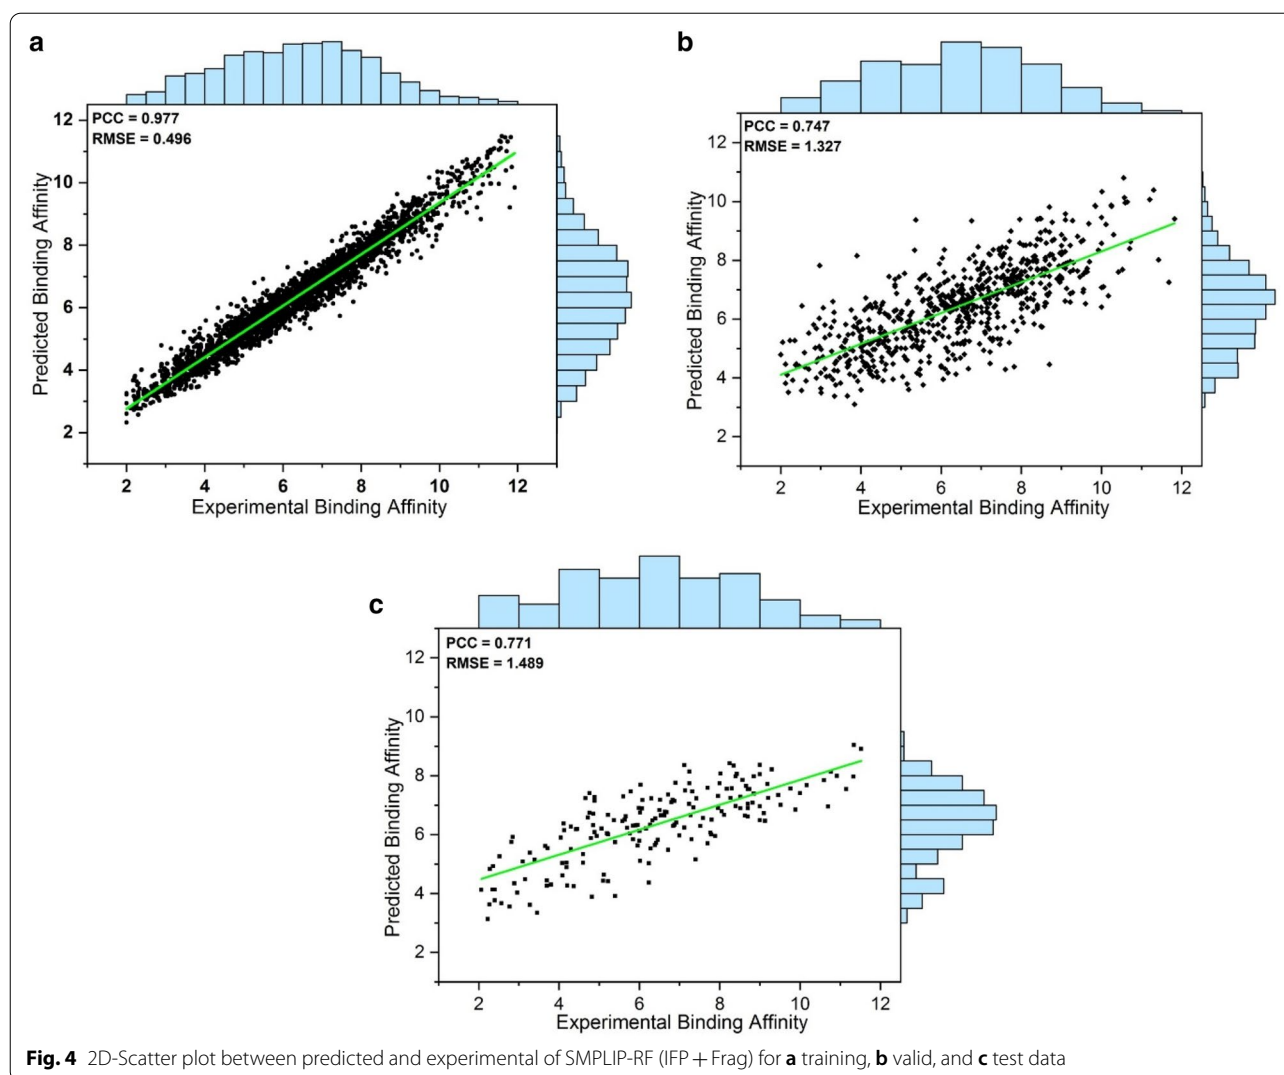 a
PCC = 0.977
RMSE = 0.496
12
10
8
6
4
2
Predicted Binding Affinity
2 4 6 8 10 12
Experimental Binding Affinity
b
PCC = 0.747
RMSE = 1.327
12
10
8
6
4
2
Predicted Binding Affinity
2 4 6 8 10 12
Experimental Binding Affinity
c
PCC = 0.771
RMSE = 1.489
12
10
8
6
4
2
Predicted Binding Affinity
2 4 6 8 10 12
Experimental Binding Affinity
Fig. 4 2D-Scatter plot between predicted and experimental of SMPLIP-RF (IFP + Frag) for a training, b valid, and c test data